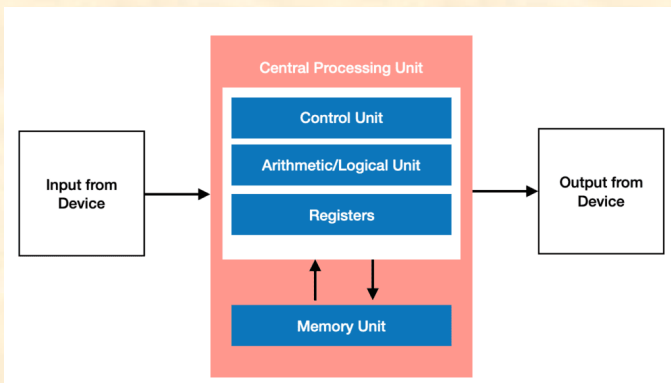 Central Processing Unit
Control Unit
Arithmetic/Logical Unit
Registers
Memory Unit
Input from
Device
Output from
Device